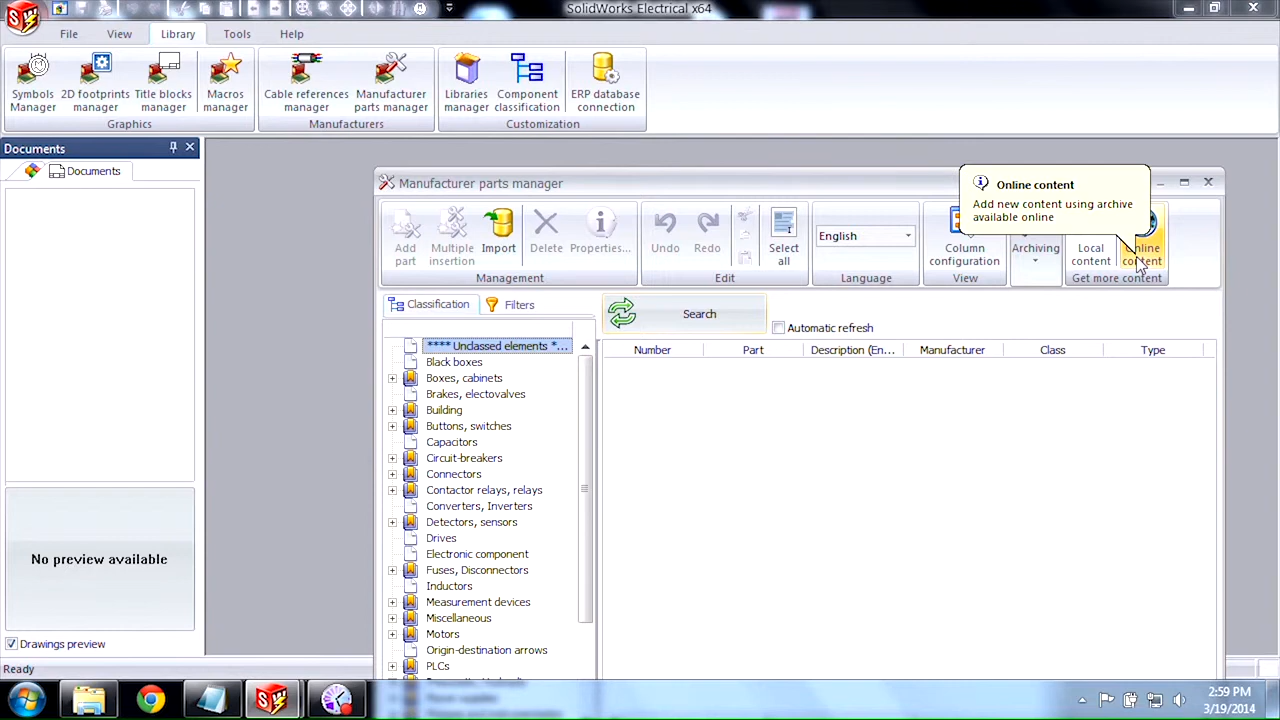 SolidWorks Electrical x64
File View Library Tools Help
Symbols Manager
2D footprints manager
Title blocks manager
Macros manager
Cable references manager
Manufacturer parts manager
Libraries manager
Component classification
ERP database connection
Graphics
Manufacturers
Customization
Documents
Documents
Manufacturer parts manager
Online content
Add new content using archive
available online
Add part
Multiple insertion
Import
Delete
Properties...
Undo
Redo
Select all
English
Column configuration
Archiving
Local content
Online content
Management
Edit
Language
View
Get more content
Classification
Filters
Search
Automatic refresh
Number Part Description (En... Manufacturer Class Type
**** Unclassed elements *...
Black boxes
Boxes, cabinets
Brakes, electovalves
Building
Buttons, switches
Capacitors
Circuit-breakers
Connectors
Contactor relays, relays
Converters, Inverters
Detectors, sensors
Drives
Electronic component
Fuses, Disconnectors
Inductors
Measurement devices
Miscellaneous
Motors
Origin-destination arrows
PLCs
No preview available
Drawings preview
Ready
2:59 PM
3/19/2014